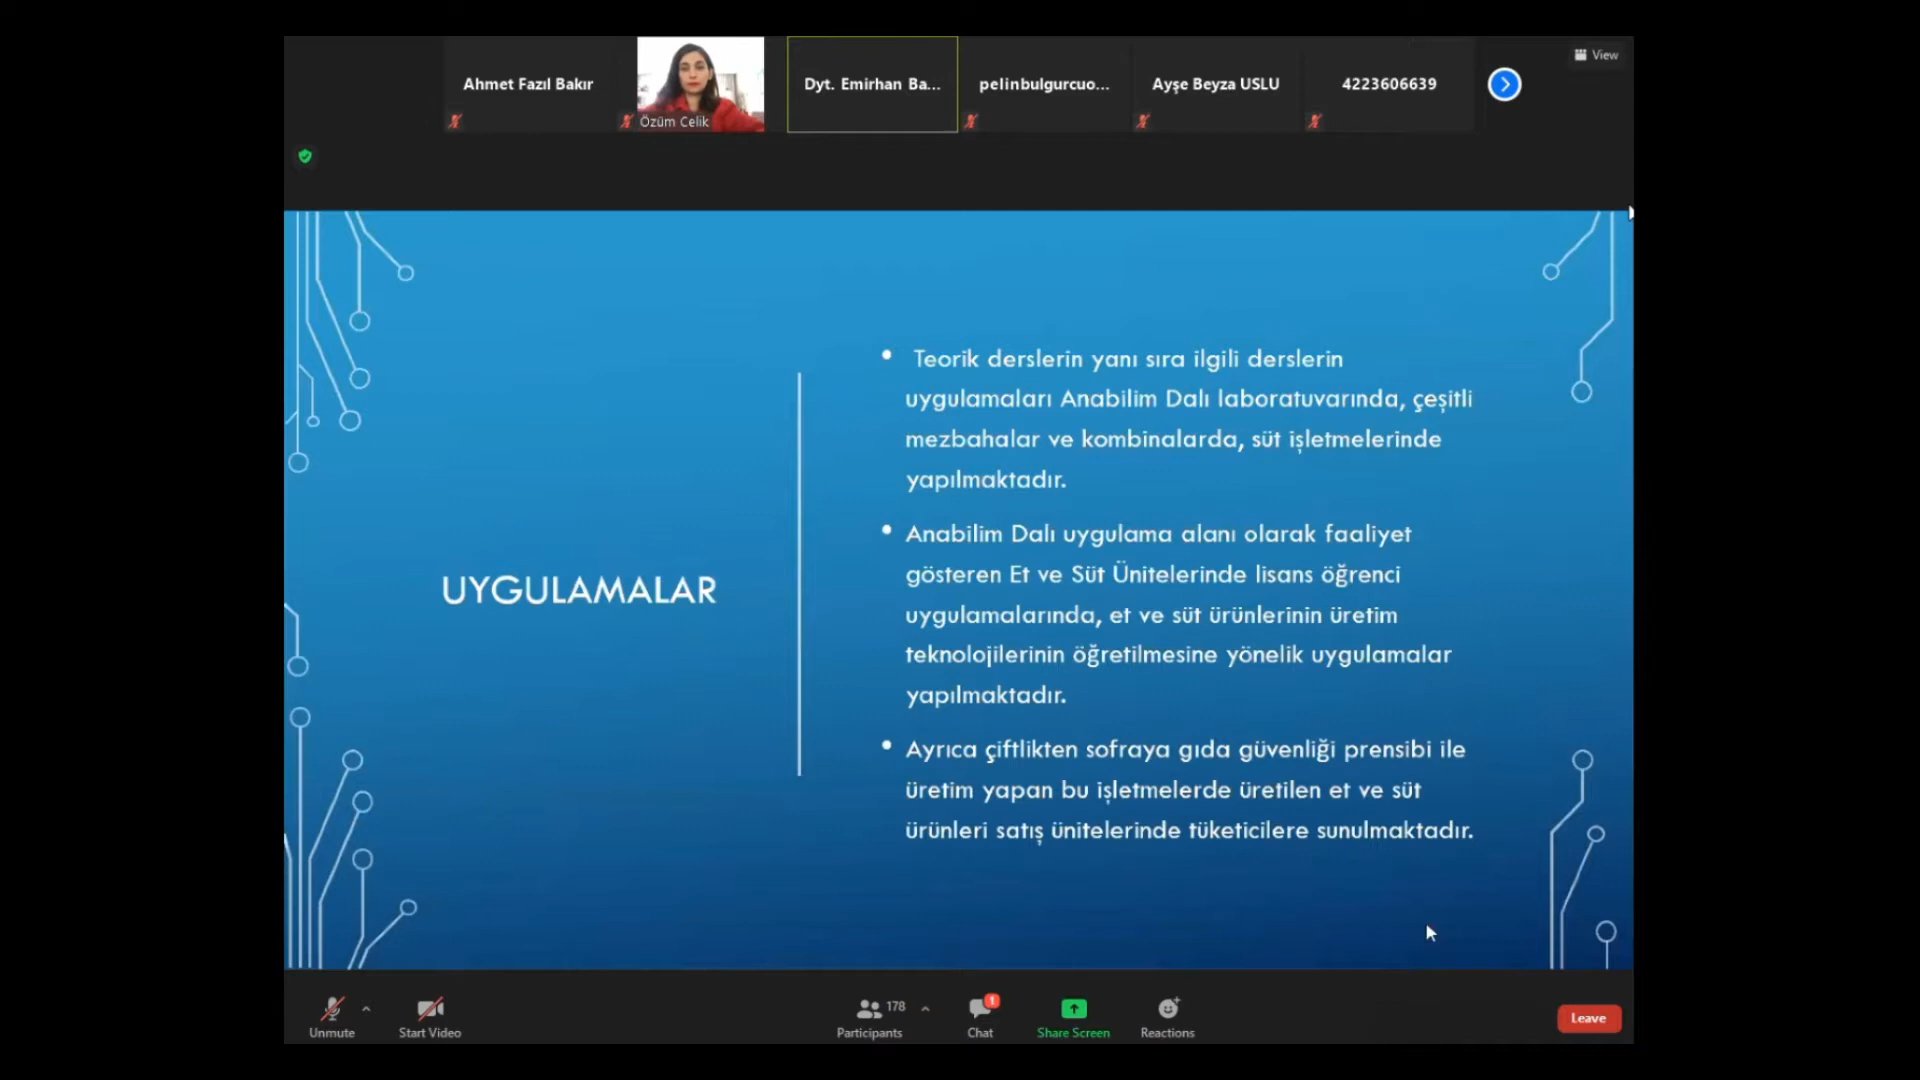 View
Ahmet Fazıl Bakır
Özüm Celik
Dyt. Emirhan Ba...
pelinbulgurcuo...
Ayşe Beyza USLU
4223606639
UYGULAMALAR
• Teorik derslerin yanı sıra ilgili derslerin
uygulamaları Anabilim Dalı laboratuvarında, çeşitli
mezbahalar ve kombinalarda, süt işletmelerinde
yapılmaktadır.
• Anabilim Dalı uygulama alanı olarak faaliyet
gösteren Et ve Süt Ünitelerinde lisans öğrenci
uygulamalarında, et ve süt ürünlerinin üretim
teknolojilerinin öğretilmesine yönelik uygulamalar
yapılmaktadır.
• Ayrıca çiftlikten sofraya gıda güvenliği prensibi ile
üretim yapan bu işletmelerde üretilen et ve süt
ürünleri satış ünitelerinde tüketicilere sunulmaktadır.
Unmute
Start Video
178
Participants
1
Chat
Share Screen
Reactions
Leave